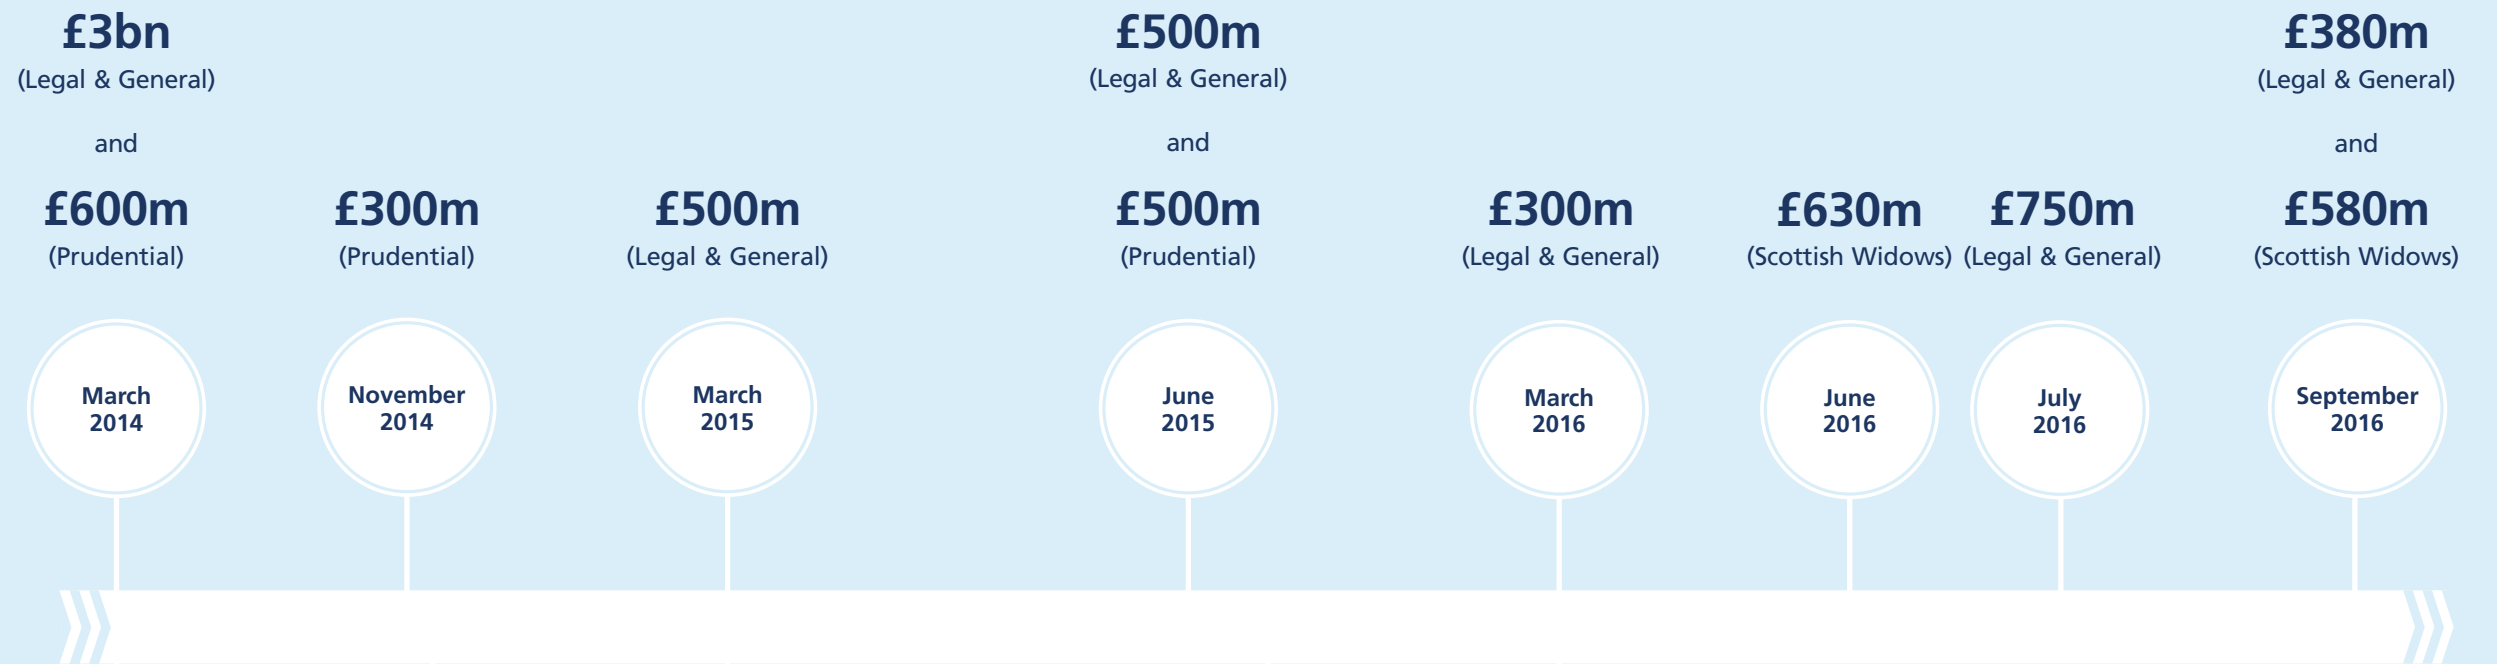 £3bn
(Legal & General)
and
£600m
(Prudential)
March
2014
£300m
(Prudential)
November
2014
£500m
(Legal & General)
March
2015
£500m
(Legal & General)
and
£500m
(Prudential)
June
2015
£300m
(Legal & General)
March
2016
£630m
(Scottish Widows)
June
2016
£750m
(Legal & General)
July
2016
£380m
(Legal & General)
and
£580m
(Scottish Widows)
September
2016